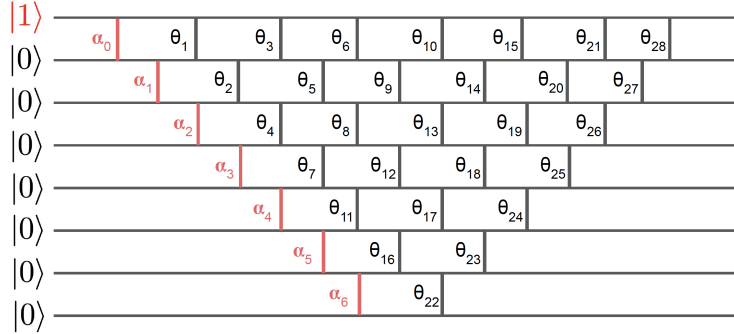 |1⟩
α₀ θ₁ θ₃ θ₆ θ₁₀ θ₁₅ θ₂₁ θ₂₈
|0⟩
α₁ θ₂ θ₅ θ₉ θ₁₄ θ₂₀ θ₂₇
|0⟩
α₂ θ₄ θ₈ θ₁₃ θ₁₉ θ₂₆
|0⟩
α₃ θ₇ θ₁₂ θ₁₈ θ₂₅
|0⟩
α₄ θ₁₁ θ₁₇ θ₂₄
|0⟩
α₅ θ₁₆ θ₂₃
|0⟩
α₆ θ₂₂
|0⟩